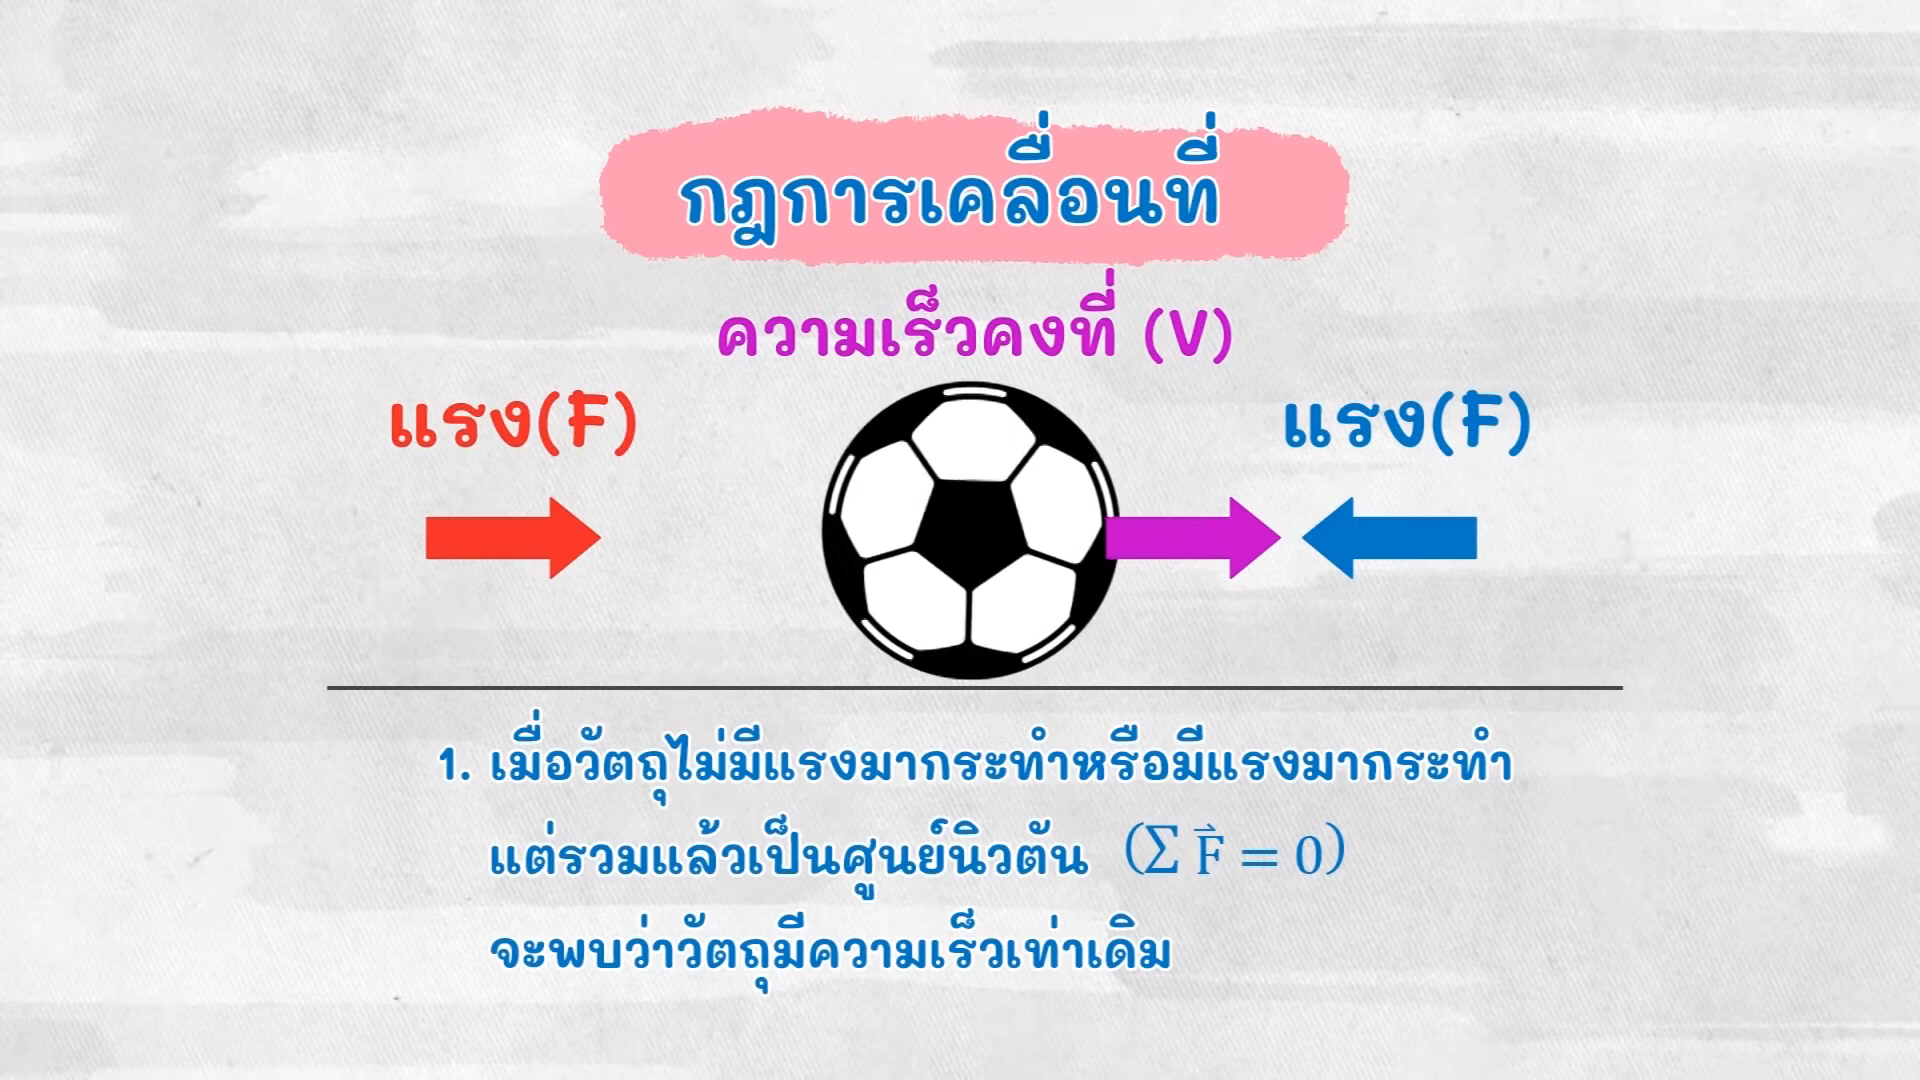 กฎการเคลื่อนที่
ความเร็วคงที่ (V)
แรง(F) แรง(F)
1. เมื่อวัตถุไม่มีแรงมากระทำหรือมีแรงมากระทำ
แต่รวมแล้วเป็นศูนย์นิวตัน (∑ F⃗ = 0)
จะพบว่าวัตถุมีความเร็วเท่าเดิม